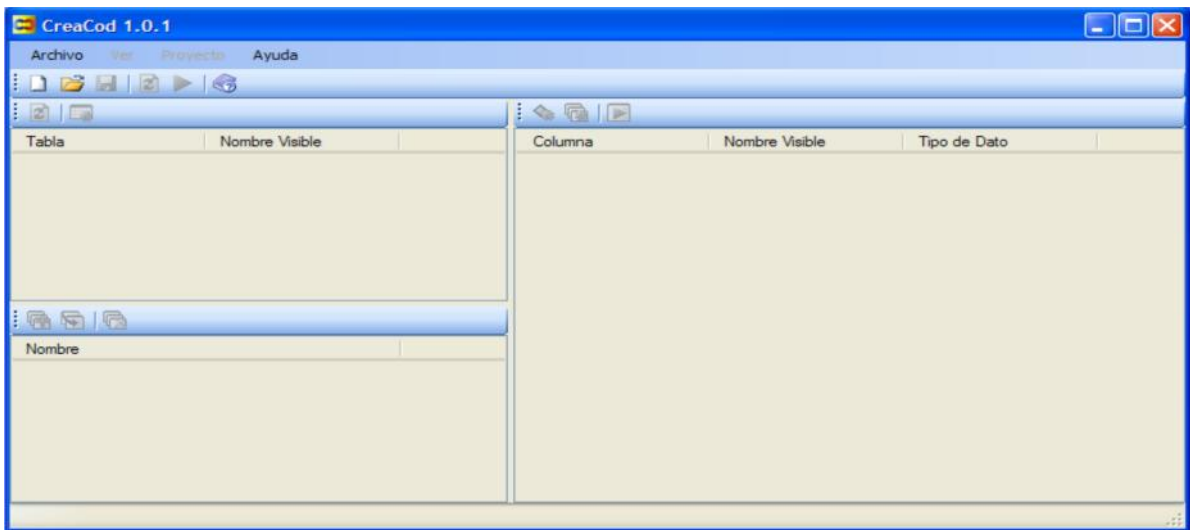 CreaCod 1.0.1
Archivo Ver Proyecto Ayuda
Tabla Nombre Visible
Columna Nombre Visible Tipo de Dato
Nombre